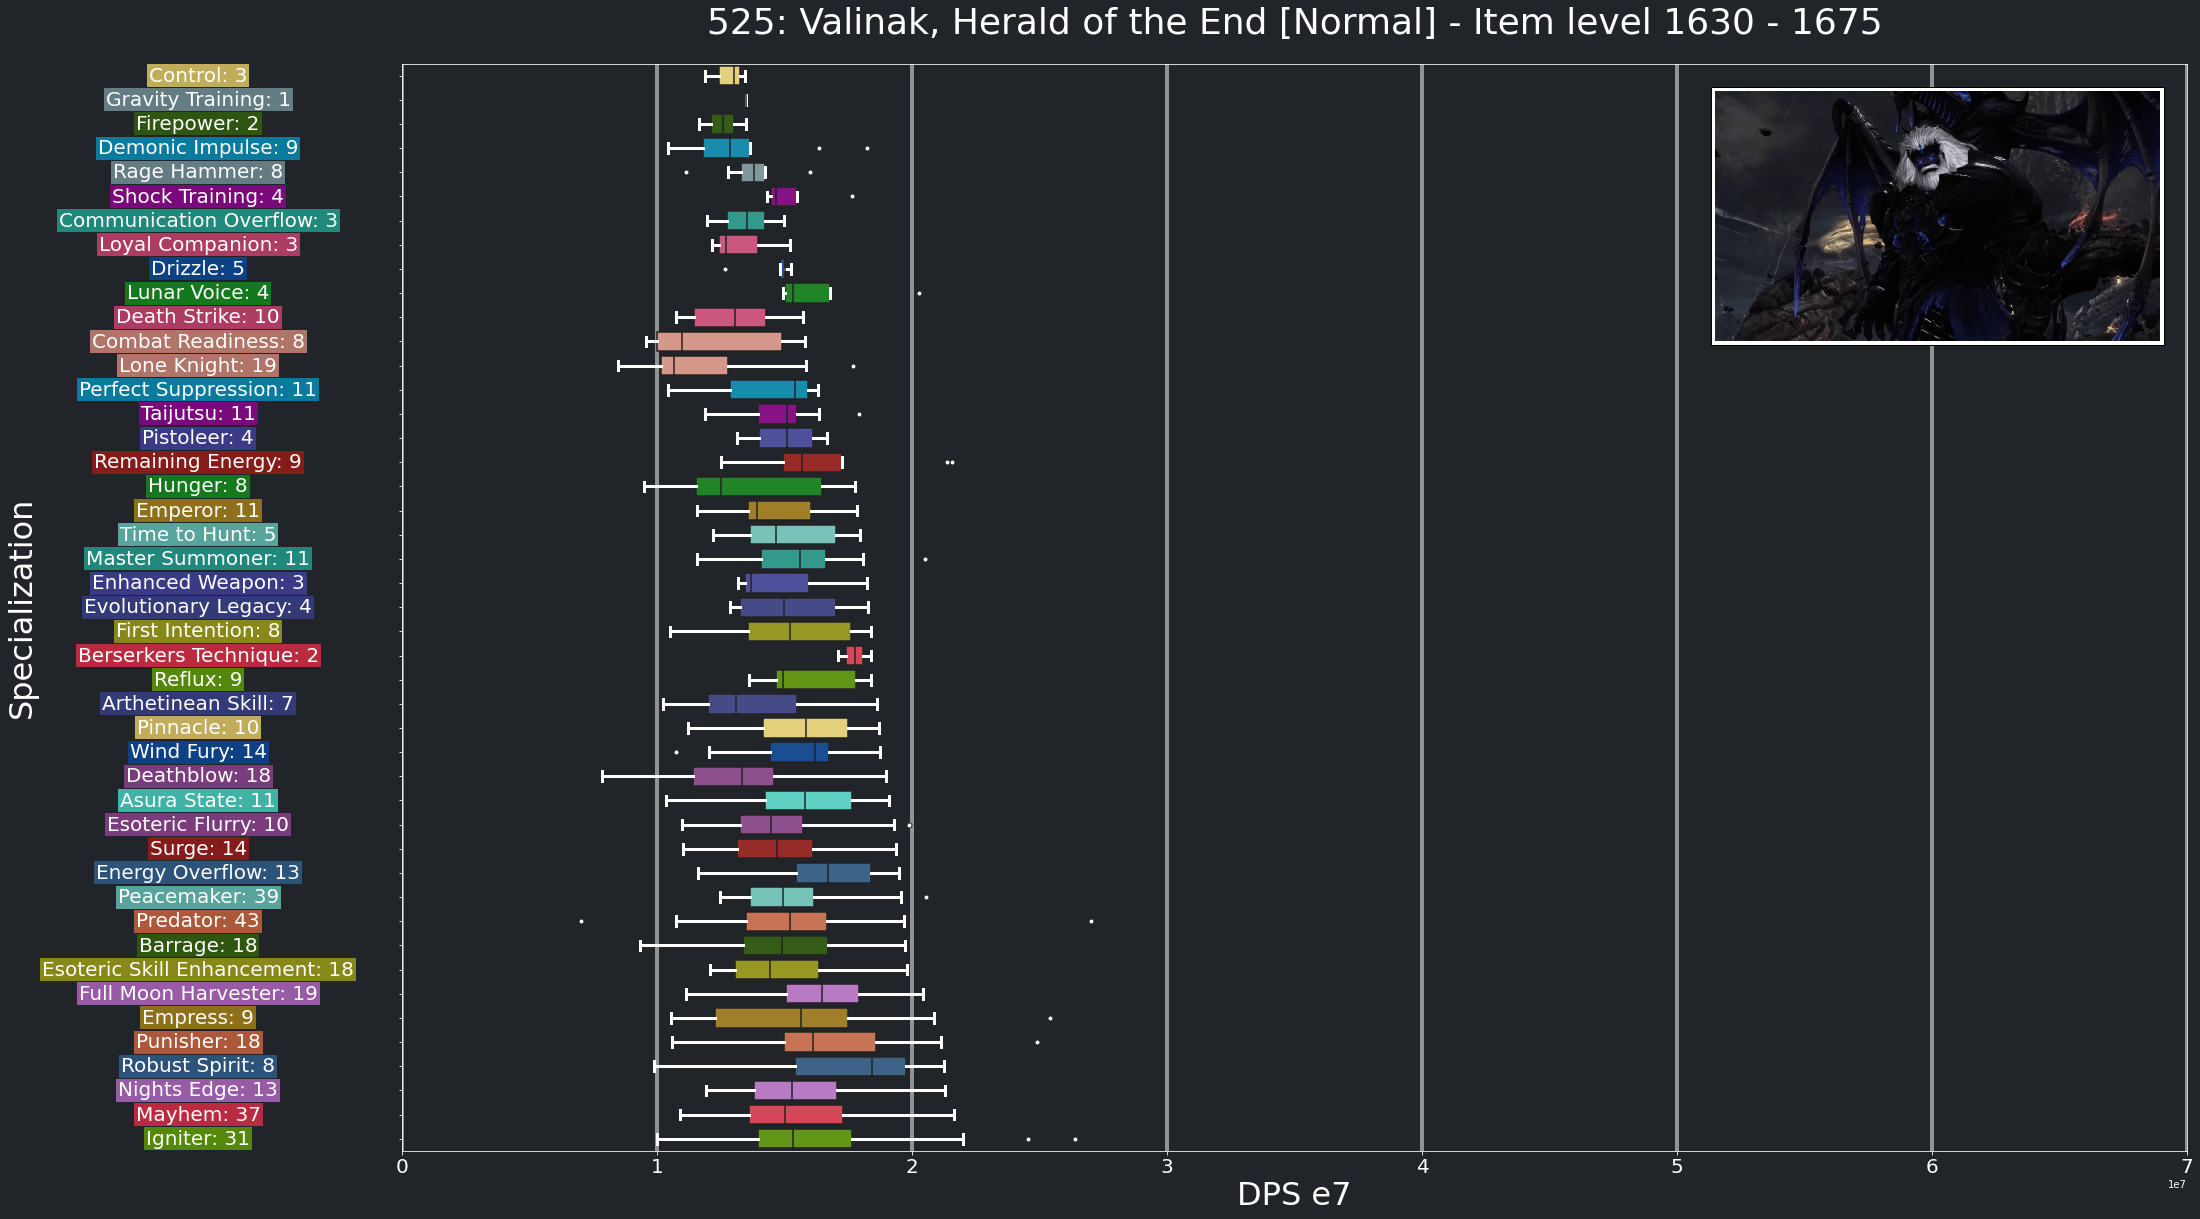 525: Valinak, Herald of the End [Normal] - Item level 1630 - 1675
Control: 3
Gravity Training: 1
Firepower: 2
Demonic Impulse: 9
Rage Hammer: 8
Shock Training: 4
Communication Overflow: 3
Loyal Companion: 3
Drizzle: 5
Lunar Voice: 4
Death Strike: 10
Combat Readiness: 8
Lone Knight: 19
Perfect Suppression: 11
Taijutsu: 11
Pistoleer: 4
Remaining Energy: 9
Hunger: 8
Emperor: 11
Time to Hunt: 5
Master Summoner: 11
Enhanced Weapon: 3
Evolutionary Legacy: 4
First Intention: 8
Berserkers Technique: 2
Reflux: 9
Arthetinean Skill: 7
Pinnacle: 10
Wind Fury: 14
Deathblow: 18
Asura State: 11
Esoteric Flurry: 10
Surge: 14
Energy Overflow: 13
Peacemaker: 39
Predator: 43
Barrage: 18
Esoteric Skill Enhancement: 18
Full Moon Harvester: 19
Empress: 9
Punisher: 18
Robust Spirit: 8
Nights Edge: 13
Mayhem: 37
Igniter: 31
Specialization
0 1 2 3 4 5 6 7
DPS e7
1e7